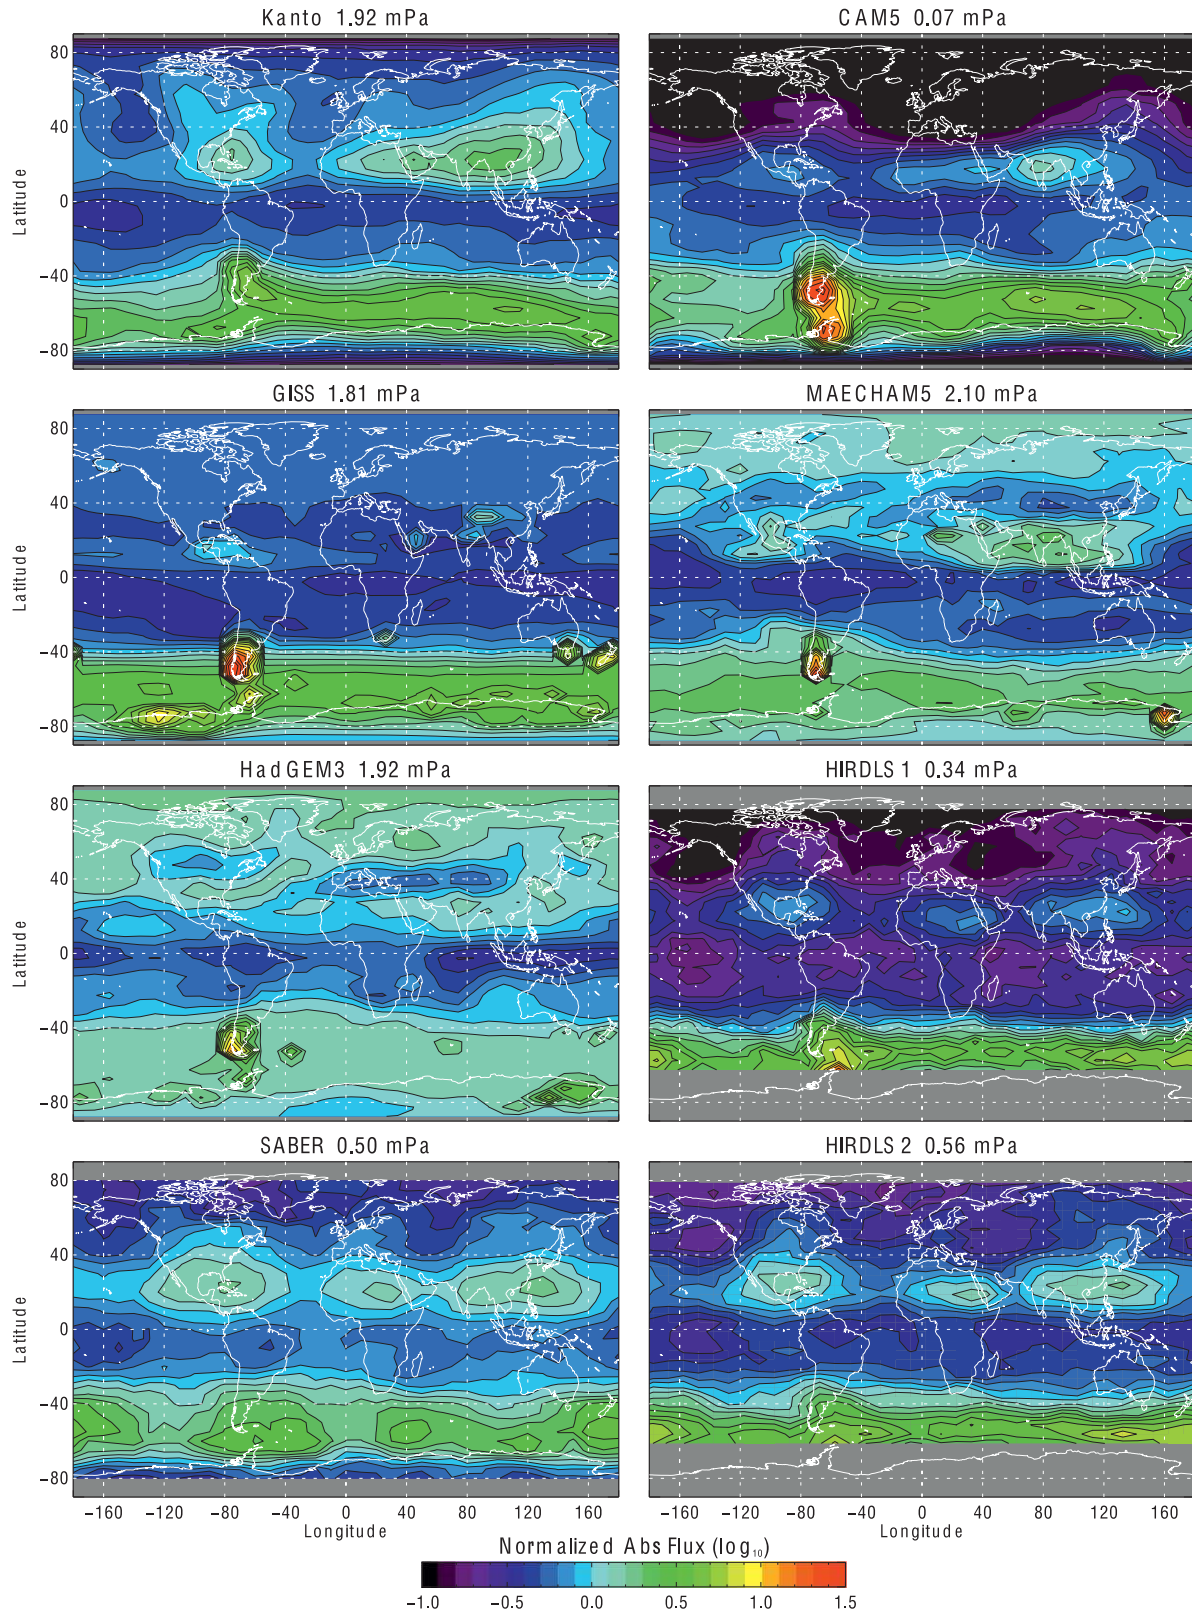 Kanto 1.92 mPa
CAM5 0.07 mPa
80
40
0
−40
−80
Latitude
GISS 1.81 mPa
MAECHAM5 2.10 mPa
80
40
0
−40
−80
Latitude
HadGEM3 1.92 mPa
HIRDLS 1 0.34 mPa
80
40
0
−40
−80
Latitude
SABER 0.50 mPa
HIRDLS 2 0.56 mPa
80
40
0
−40
−80
Latitude
−160 −120 −80 −40 0 40 80 120 160
−160 −120 −80 −40 0 40 80 120 160
Longitude
Longitude
Normalized Abs Flux (log₁₀)
−1.0 −0.5 0.0 0.5 1.0 1.5